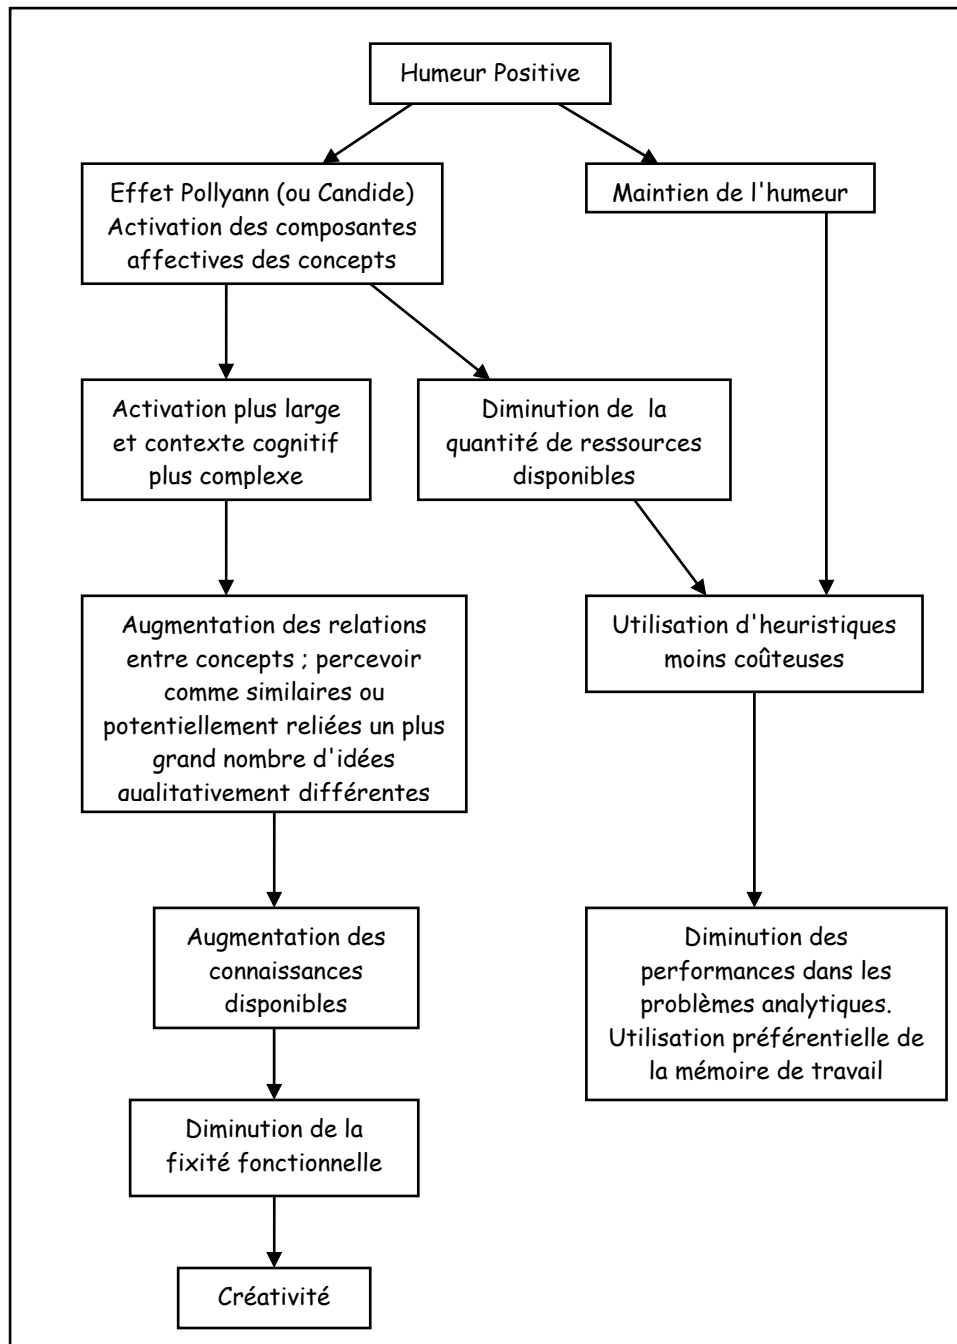 Humeur Positive
Effet Pollyann (ou Candide)
Activation des composantes
affectives des concepts
Maintien de l'humeur
Activation plus large
et contexte cognitif
plus complexe
Diminution de la
quantité de ressources
disponibles
Augmentation des relations
entre concepts ; percevoir
comme similaires ou
potentiellement reliées un plus
grand nombre d'idées
qualitativement différentes
Utilisation d'heuristiques
moins coûteuses
Augmentation des
connaissances
disponibles
Diminution des
performances dans les
problèmes analytiques.
Utilisation préférentielle de
la mémoire de travail
Diminution de la
fixité fonctionnelle
Créativité